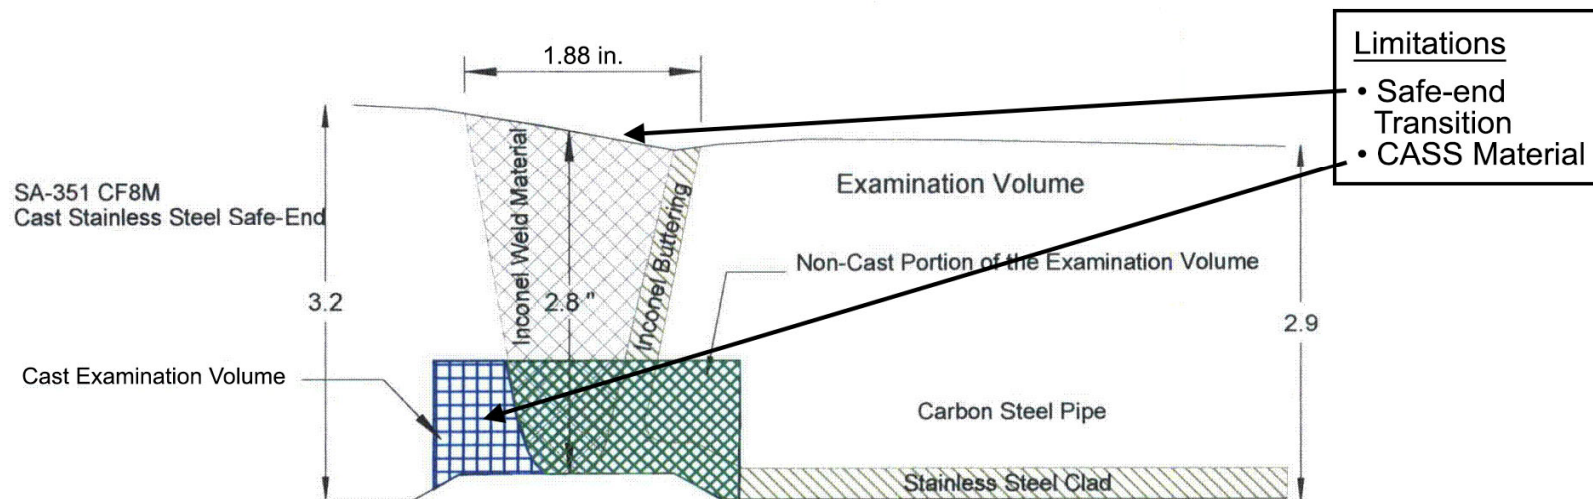 1.88 in.
Limitations
• Safe-end
Transition
• CASS Material
SA-351 CF8M
Cast Stainless Steel Safe-End
Inconel Weld Material
Inconel Buttering
Examination Volume
Non-Cast Portion of the Examination Volume
3.2
2.8 "
2.9
Cast Examination Volume
Carbon Steel Pipe
Stainless Steel Clad